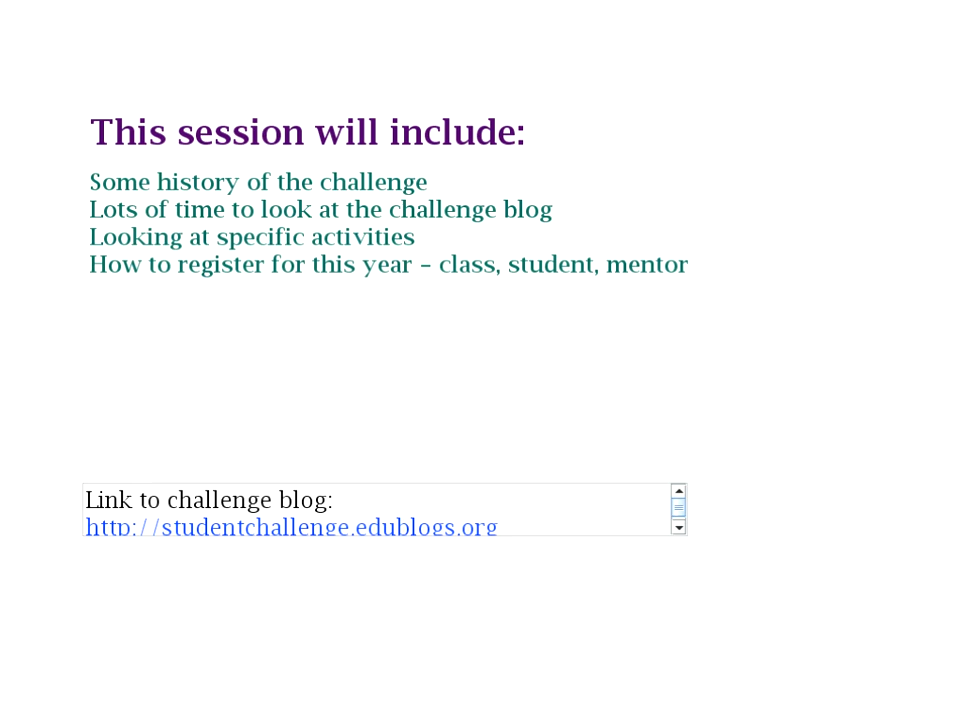 This session will include:
Some history of the challenge
Lots of time to look at the challenge blog
Looking at specific activities
How to register for this year – class, student, mentor
Link to challenge blog:
http://studentchallenge.edublogs.org